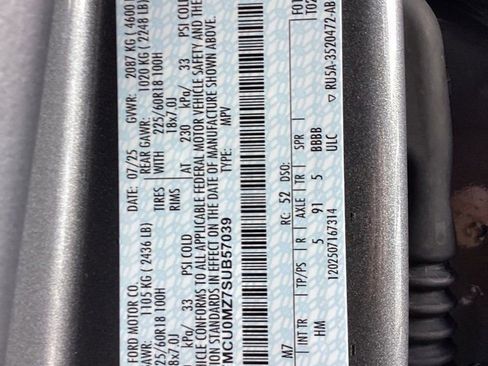 FORD MOTOR CO. DATE: 07/25 GVWR: 2087 KG ( 4600
GAWR: 1105 KG ( 2436 LB) REAR GAWR: 1020 KG ( 2248 LB)
225/60R18 100H TIRES 225/60R18 100H
18x7.0J RIMS 18x7.0J
kPa/ 33 PSI COLD AT 230 kPa/ 33 PSI COLD
VEHICLE CONFORMS TO ALL APPLICABLE FEDERAL MOTOR VEHICLE SAFETY AND THE
STANDARDS IN EFFECT ON THE DATE OF MANUFACTURE SHOWN
MCU0MZ7SUB57039 TYPE: MPV
M7 RC: 52 DSO:
INT TR TP/PS R AXLE TR SPR
HM 5 91 5 BBBB
ULC
1202507167314 RU5A-3520472-AB